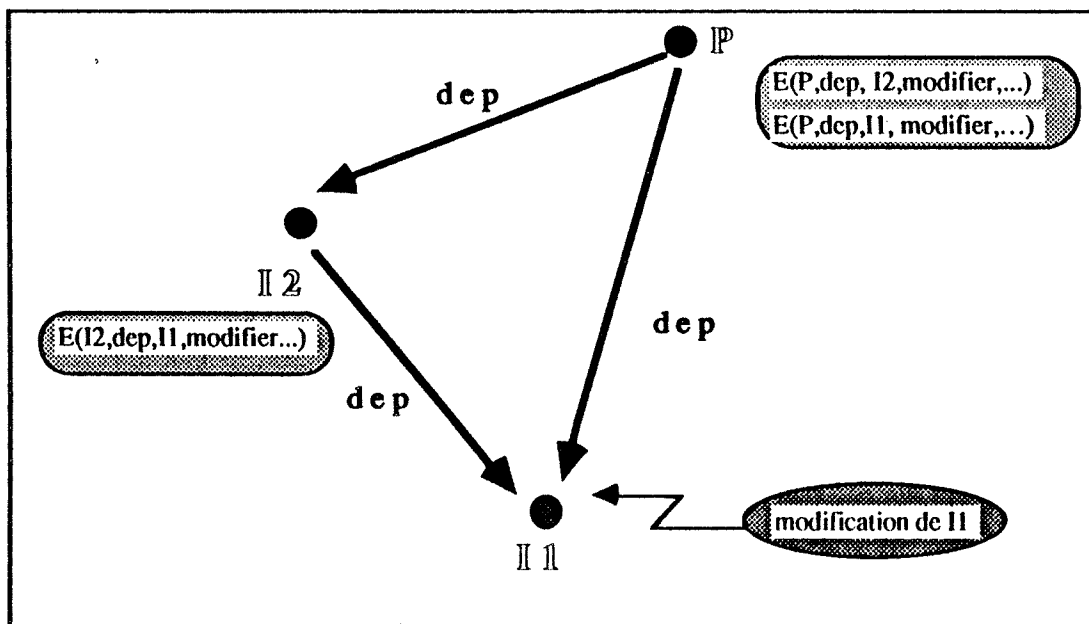 P
dep
E(P,dep, I2,modifier,...)
E(P,dep,I1, modifier,...)
I 2
dep
E(I2,dep,I1,modifier...)
dep
modification de I1
I 1